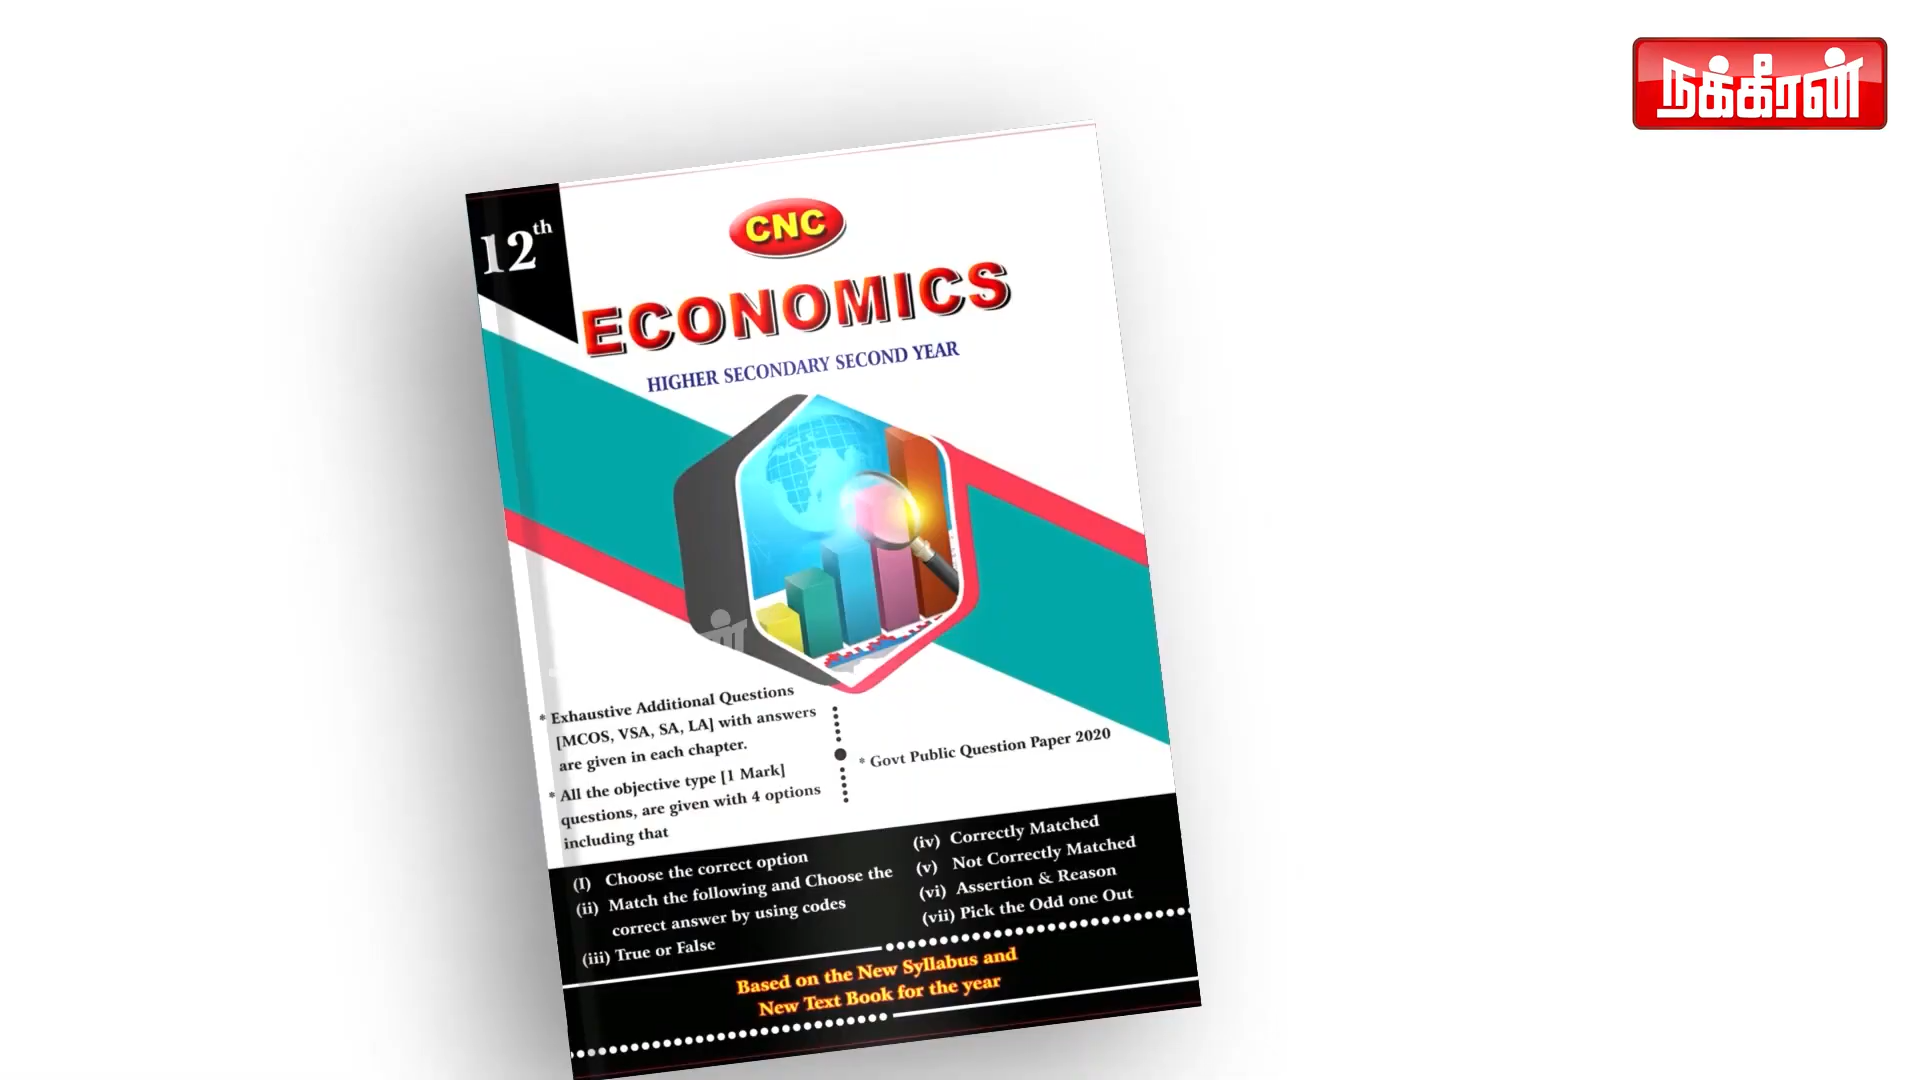 நக்கீரன்
12th
CNC
ECONOMICS
HIGHER SECONDARY SECOND YEAR
* Exhaustive Additional Questions
[MCOS, VSA, SA, LA] with answers
are given in each chapter.
* All the objective type [1 Mark]
questions, are given with 4 options
including that
* Govt Public Question Paper 2020
(I) Choose the correct option
(ii) Match the following and Choose the
correct answer by using codes
(iii) True or False
(iv) Correctly Matched
(v) Not Correctly Matched
(vi) Assertion & Reason
(vii) Pick the Odd one Out
Based on the New Syllabus and
New Text Book for the year